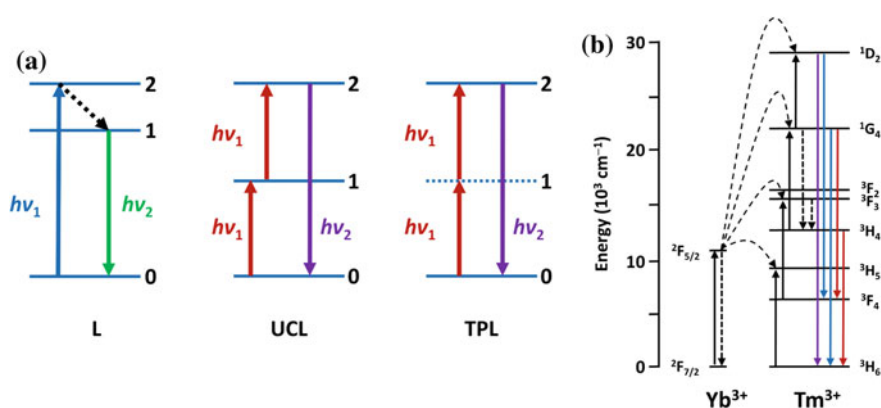 (a)
2
1
hν₁
hν₂
0
L
2
hν₁
1
hν₁
hν₂
0
UCL
2
hν₁
1
hν₁
hν₂
0
TPL
(b)
Energy (10³ cm⁻¹)
30
20
10
0
²F₅/₂
²F₇/₂
Yb³⁺
¹D₂
¹G₄
³F₂
³F₃
³H₄
³H₅
³F₄
³H₆
Tm³⁺